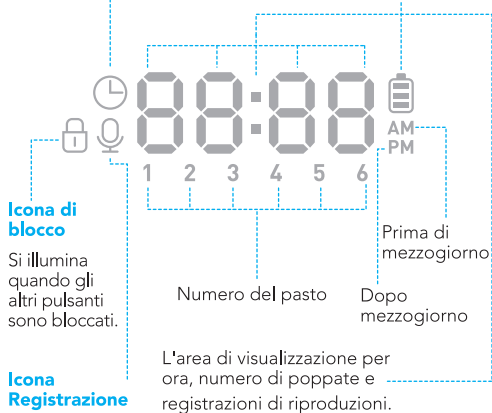 88:88
AM
PM
1 2 3 4 5 6
Icona di
blocco
Si illumina
quando gli
altri pulsanti
sono bloccati.
Numero del pasto
Prima di
mezzogiorno
Dopo
mezzogiorno
Icona
Registrazione
L'area di visualizzazione per
ora, numero di poppate e
registrazioni di riproduzioni.